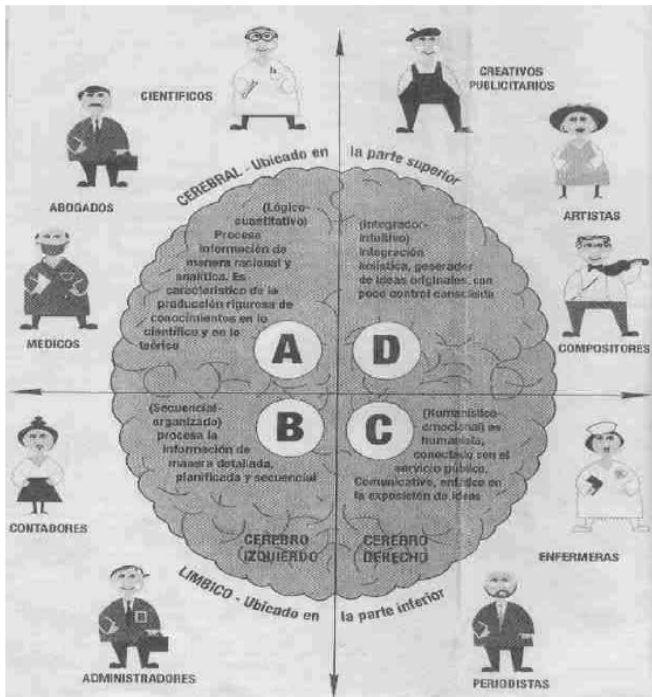 CIENTIFICOS
CREATIVOS
PUBLICITARIOS
ABOGADOS
ARTISTAS
CEREBRAL - Ubicado en la parte superior
(Lógico-
cuantitativo)
Procesa
información de
manera racional y
analítica. Es
característico de la
producción rigurosa de
conocimientos en lo
científico y en lo
teórico
(Integrador-
intuitivo)
Integración
holística, generador
de ideas originales, con
poco control consciente
MEDICOS
COMPOSITORES
A
D
B
C
(Secuencial-
organizado)
procesa la
información de
manera detallada,
planificada y secuencial
(Humanístico-
emocional) es
humanista,
conectado con el
servicio público.
Comunicativo, enfático en
la exposición de ideas
CONTADORES
ENFERMERAS
CEREBRO
IZQUIERDO
CEREBRO
DERECHO
LIMBICO - Ubicado en la parte inferior
ADMINISTRADORES
PERIODISTAS